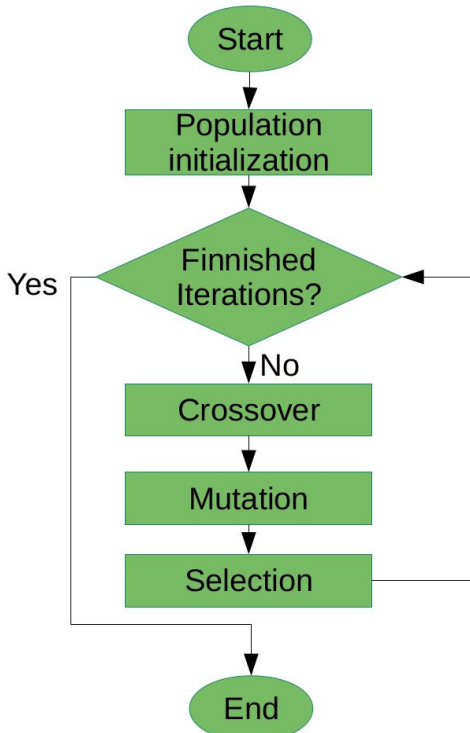 Start
Population
initialization
Finnished
Iterations?
Yes
No
Crossover
Mutation
Selection
End